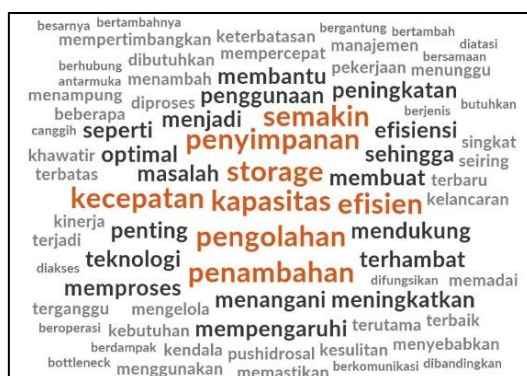 besarnya bertambahnya bergantung bertambah
mempertimbangkan keterbatasan manajemen diatasi
berhubung dibutuhkan mempercepat bersamaan
antarmuka menambah membantu pekerjaan menunggu
menampung diproses penggunaan peningkatan
beberapa menjadi semakin berjenis butuhkan
canggih seperti penyimpanan efisiensi singkat
khawatir optimal sehingga seiring
terbatas masalah storage membuat terbaru
kecepatan kapasitas efisien kelancaran
kinerja penting pengolahan mendukung
terjadi
diakses teknologi penambahan terhambat
memproses difungsikan memadai
terganggu mengelola menangani meningkatkan
beroperasi kebutuhan mempengaruhi terutama terbaik
berdampak kendala pushidrosal kesulitan menyebabkan
bottleneck menggunakan memastikan berkomunikasi dibandingkan